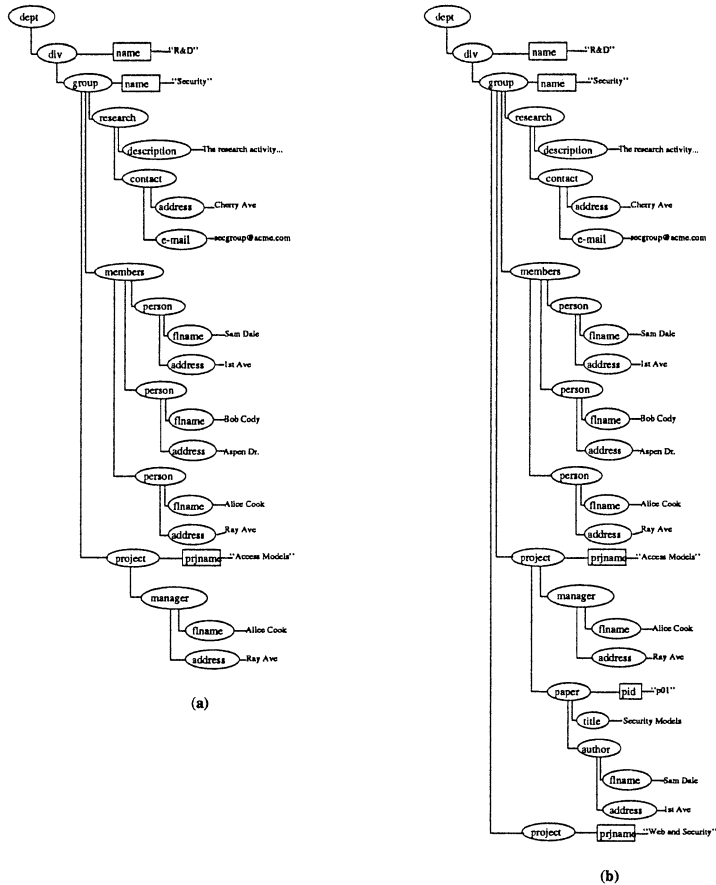 dept
div name "R&D"
group name "Security"
research
description The research activity...
contact
address Cherry Ave
e-mail secgroup@acme.com
members
person
flname Sam Dale
address 1st Ave
person
flname Bob Cody
address Aspen Dr.
person
flname Alice Cook
address Ray Ave
project prjname "Access Models"
manager
flname Alice Cook
address Ray Ave
(a)
dept
div name "R&D"
group name "Security"
research
description The research activity...
contact
address Cherry Ave
e-mail secgroup@acme.com
members
person
flname Sam Dale
address 1st Ave
person
flname Bob Cody
address Aspen Dr.
person
flname Alice Cook
address Ray Ave
project prjname "Access Models"
manager
flname Alice Cook
address Ray Ave
paper pid "p01"
title Security Models
author
flname Sam Dale
address 1st Ave
project prjname "Web and Security"
(b)